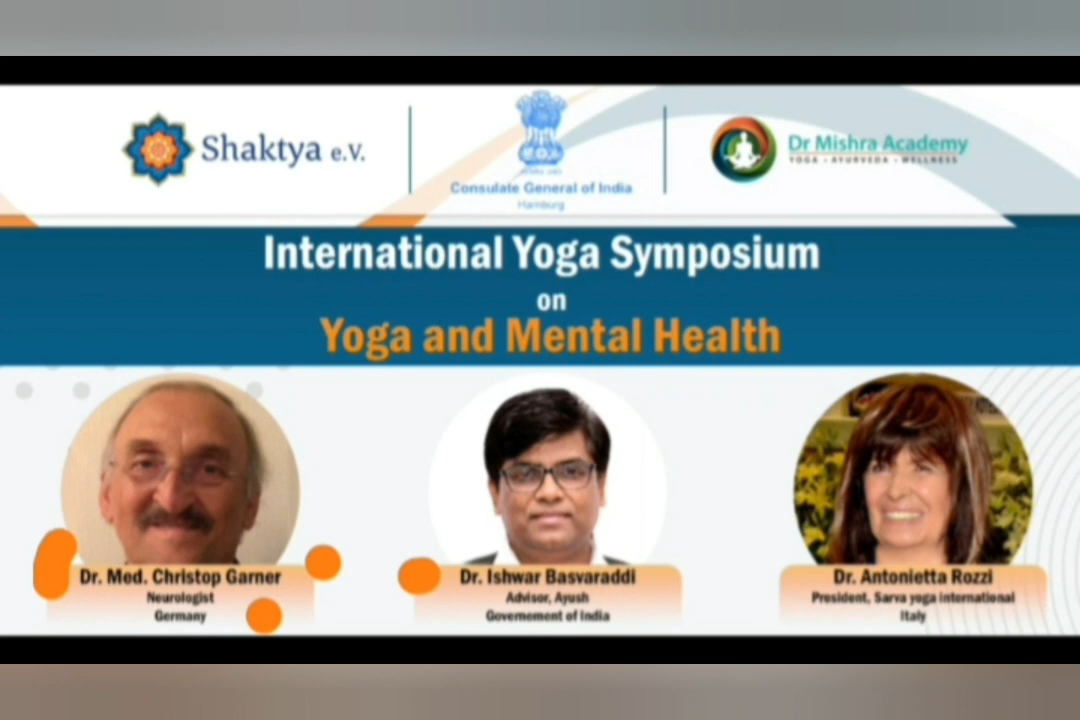 Shaktya e.V.
Consulate General of India
Hamburg
Dr Mishra Academy
YOGA - AYURVEDA - WELLNESS
International Yoga Symposium
on
Yoga and Mental Health
Dr. Med. Christop Garner
Neurologist
Germany
Dr. Ishwar Basvaraddi
Advisor, Ayush
Governement of India
Dr. Antonietta Rozzi
President, Sarva yoga international
Italy